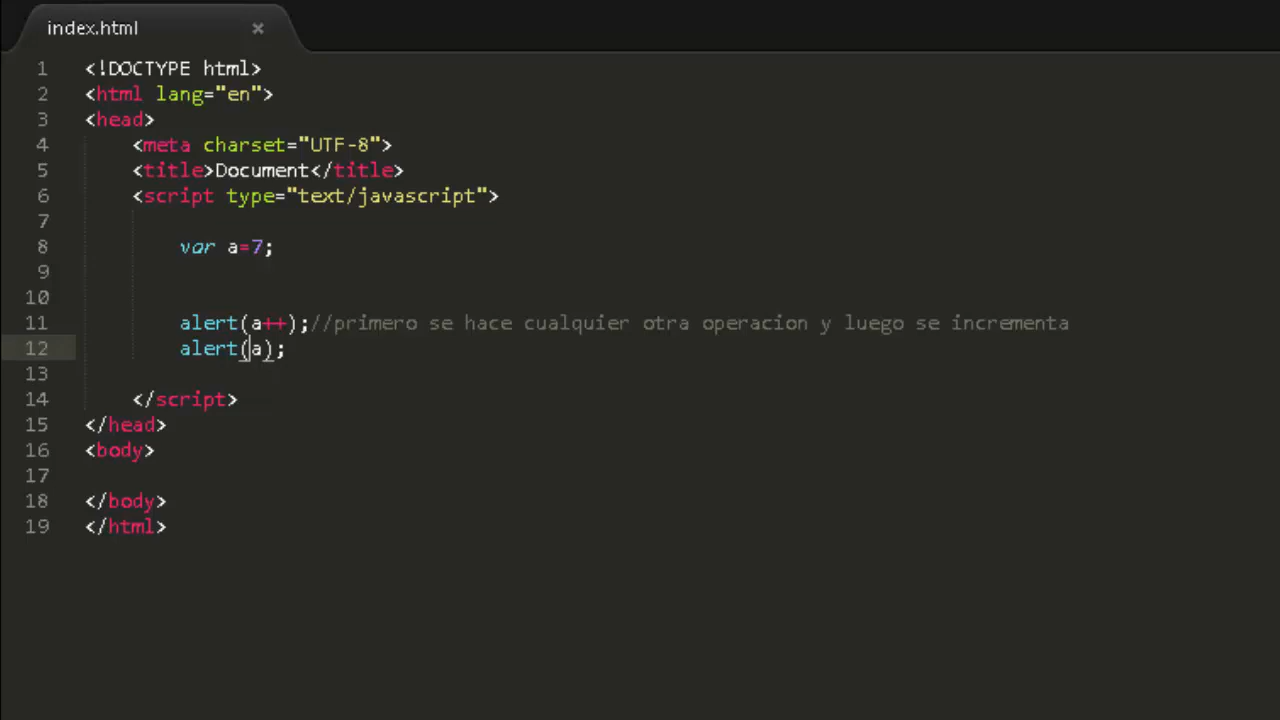 index.html ×
1 <!DOCTYPE html>
2 <html lang="en">
3 <head>
4 <meta charset="UTF-8">
5 <title>Document</title>
6 <script type="text/javascript">
7
8 var a=7;
9
10
11 alert(a++);//primero se hace cualquier otra operacion y luego se incrementa
12 alert(a);
13
14 </script>
15 </head>
16 <body>
17
18 </body>
19 </html>